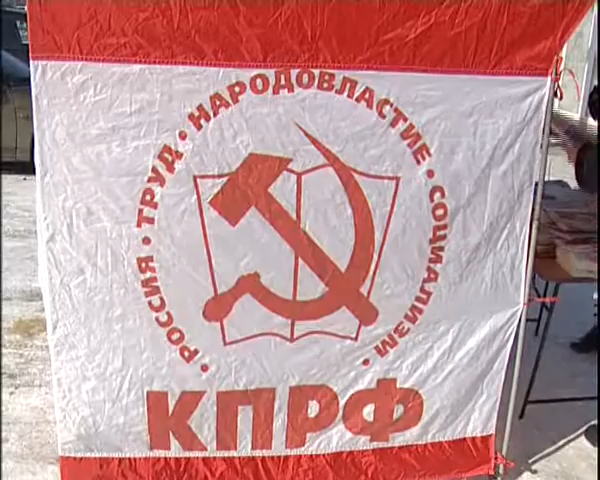 • РОССИЯ • ТРУД • НАРОДОВЛАСТИЕ • СОЦИАЛИЗМ •
КПРФ